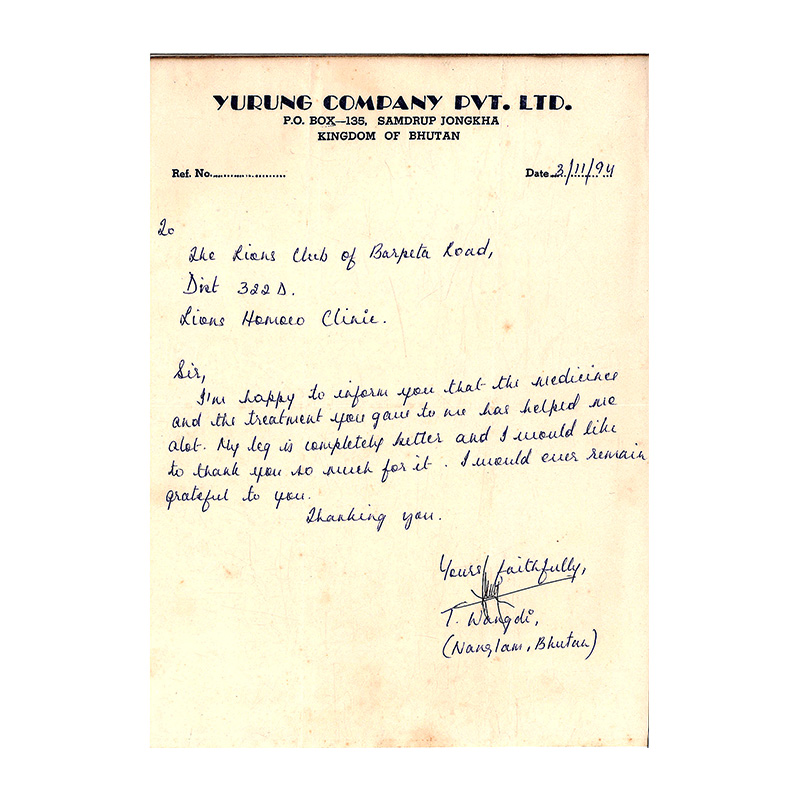 YURUNG COMPANY PVT. LTD.
P.O. BOX—135, SAMDRUP JONGKHA
KINGDOM OF BHUTAN
Ref. No.................... Date 3/11/94
To
The Lions Club of Barpeta Road,
Dist 322 D.
Lions Homoeo Clinic.
Sir,
I'm happy to inform you that the medicines
and the treatment you gave to me has helped me
alot. My leg is completely better and I would like
to thank you so much for it. I would ever remain
grateful to you.
Thanking you.
Yours faithfully,
T. Wangdi,
(Nanglam, Bhutan)